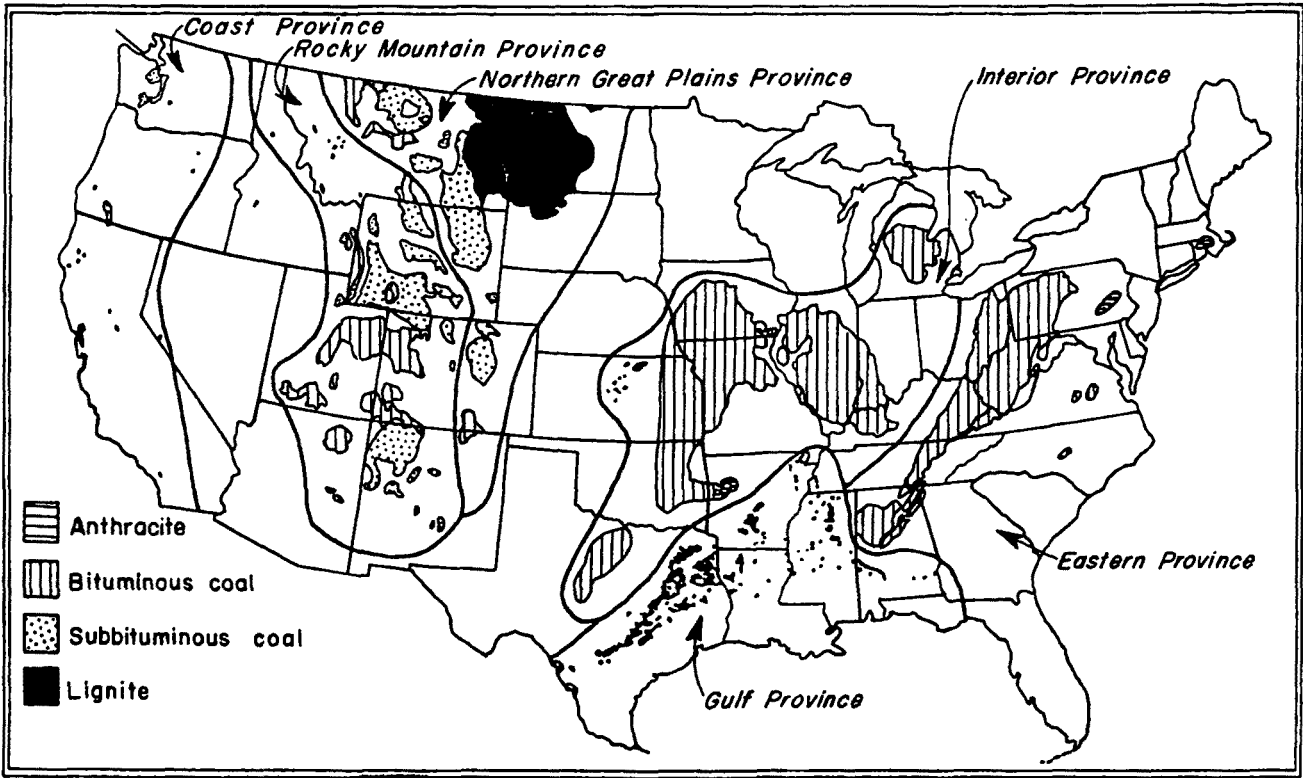 Coast Province
Rocky Mountain Province
Northern Great Plains Province
Interior Province
Anthracite
Bituminous coal
Subbituminous coal
Lignite
Eastern Province
Gulf Province